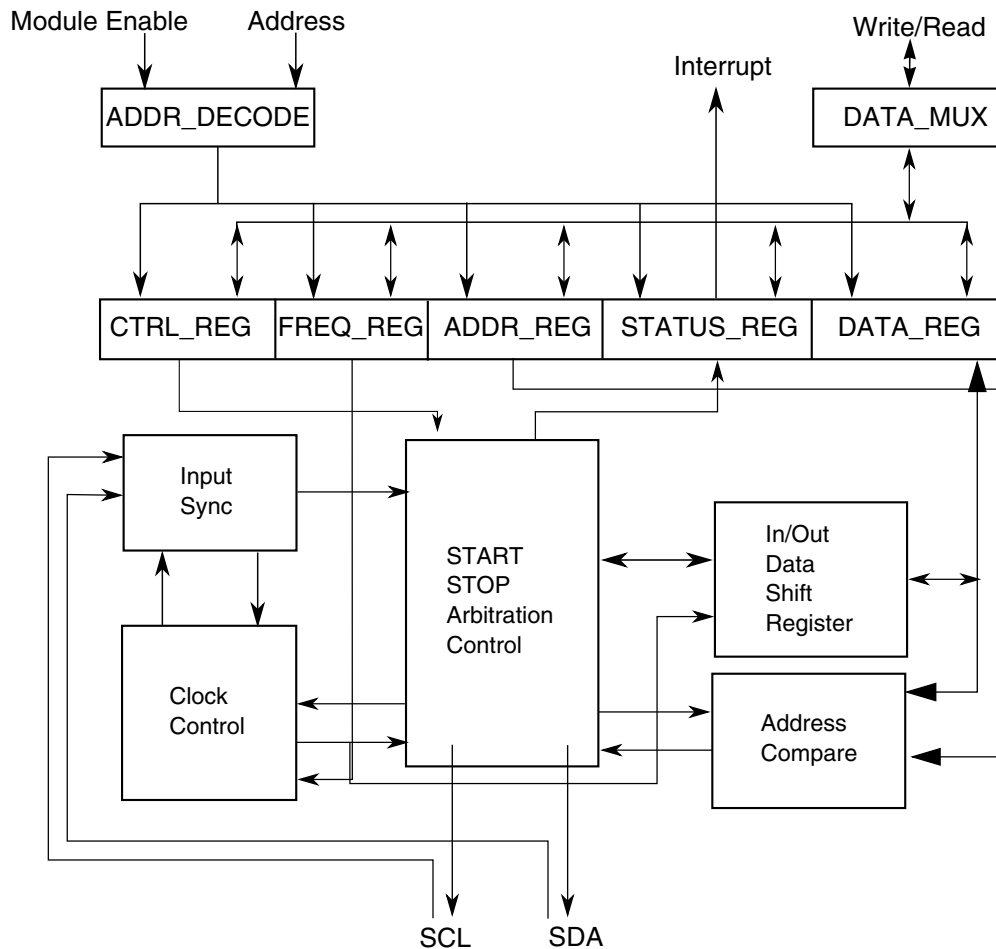 Module Enable
Address
Write/Read
Interrupt
ADDR_DECODE
DATA_MUX
CTRL_REG
FREQ_REG
ADDR_REG
STATUS_REG
DATA_REG
Input
Sync
START
STOP
Arbitration
Control
In/Out
Data
Shift
Register
Clock
Control
Address
Compare
SCL
SDA